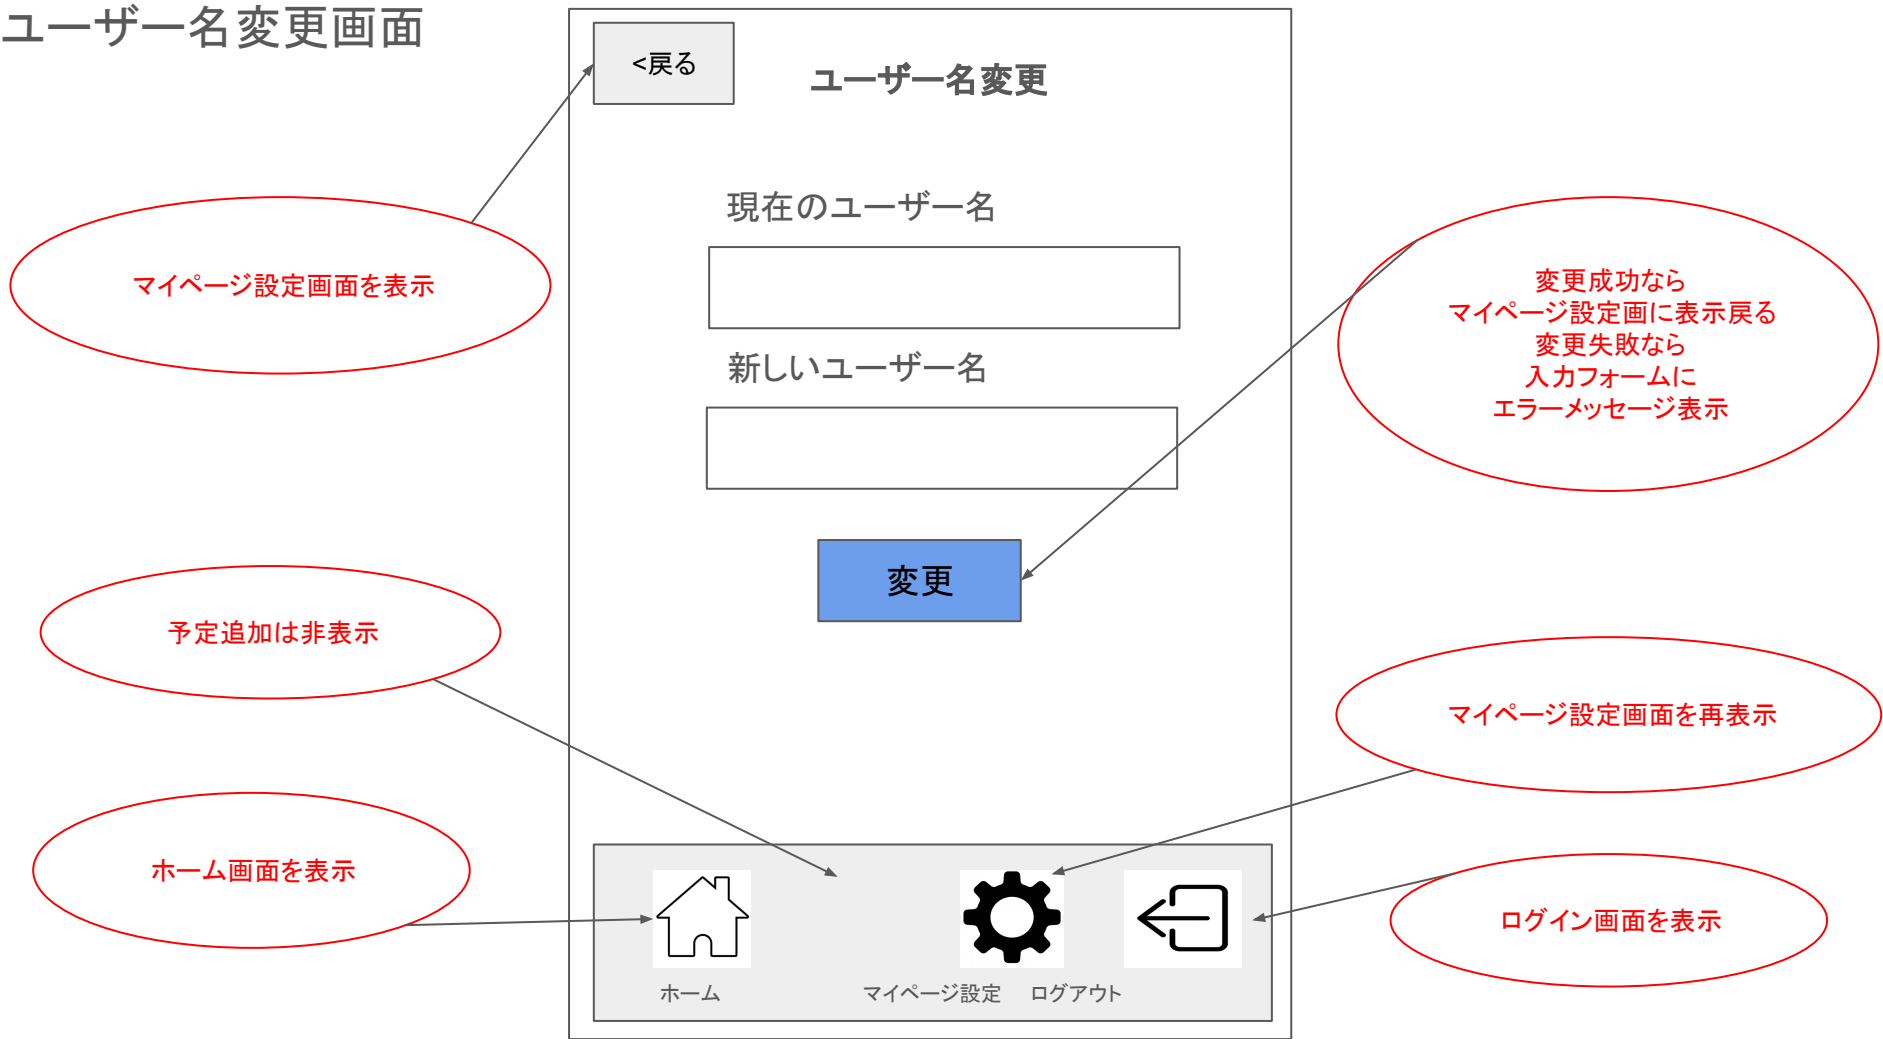 ユーザー名変更画面
<戻る
ユーザー名変更
マイページ設定画面を表示
現在のユーザー名
新しいユーザー名
変更成功なら
マイページ設定画に表示戻る
変更失敗なら
入力フォームに
エラーメッセージ表示
変更
予定追加は非表示
マイページ設定画面を再表示
ホーム画面を表示
ログイン画面を表示
ホーム
マイページ設定
ログアウト